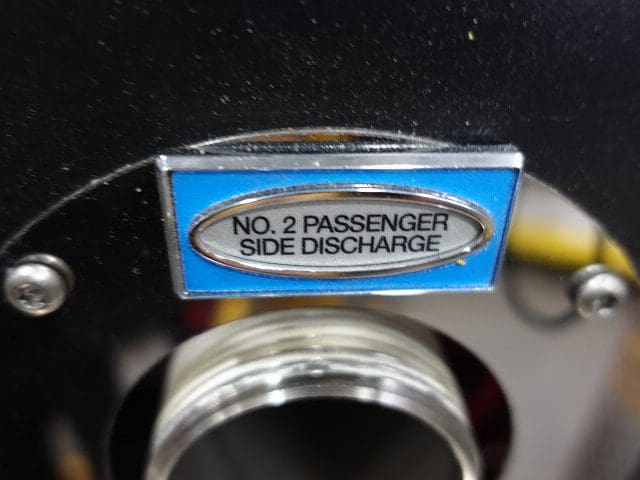 NO. 2 PASSENGER
SIDE DISCHARGE